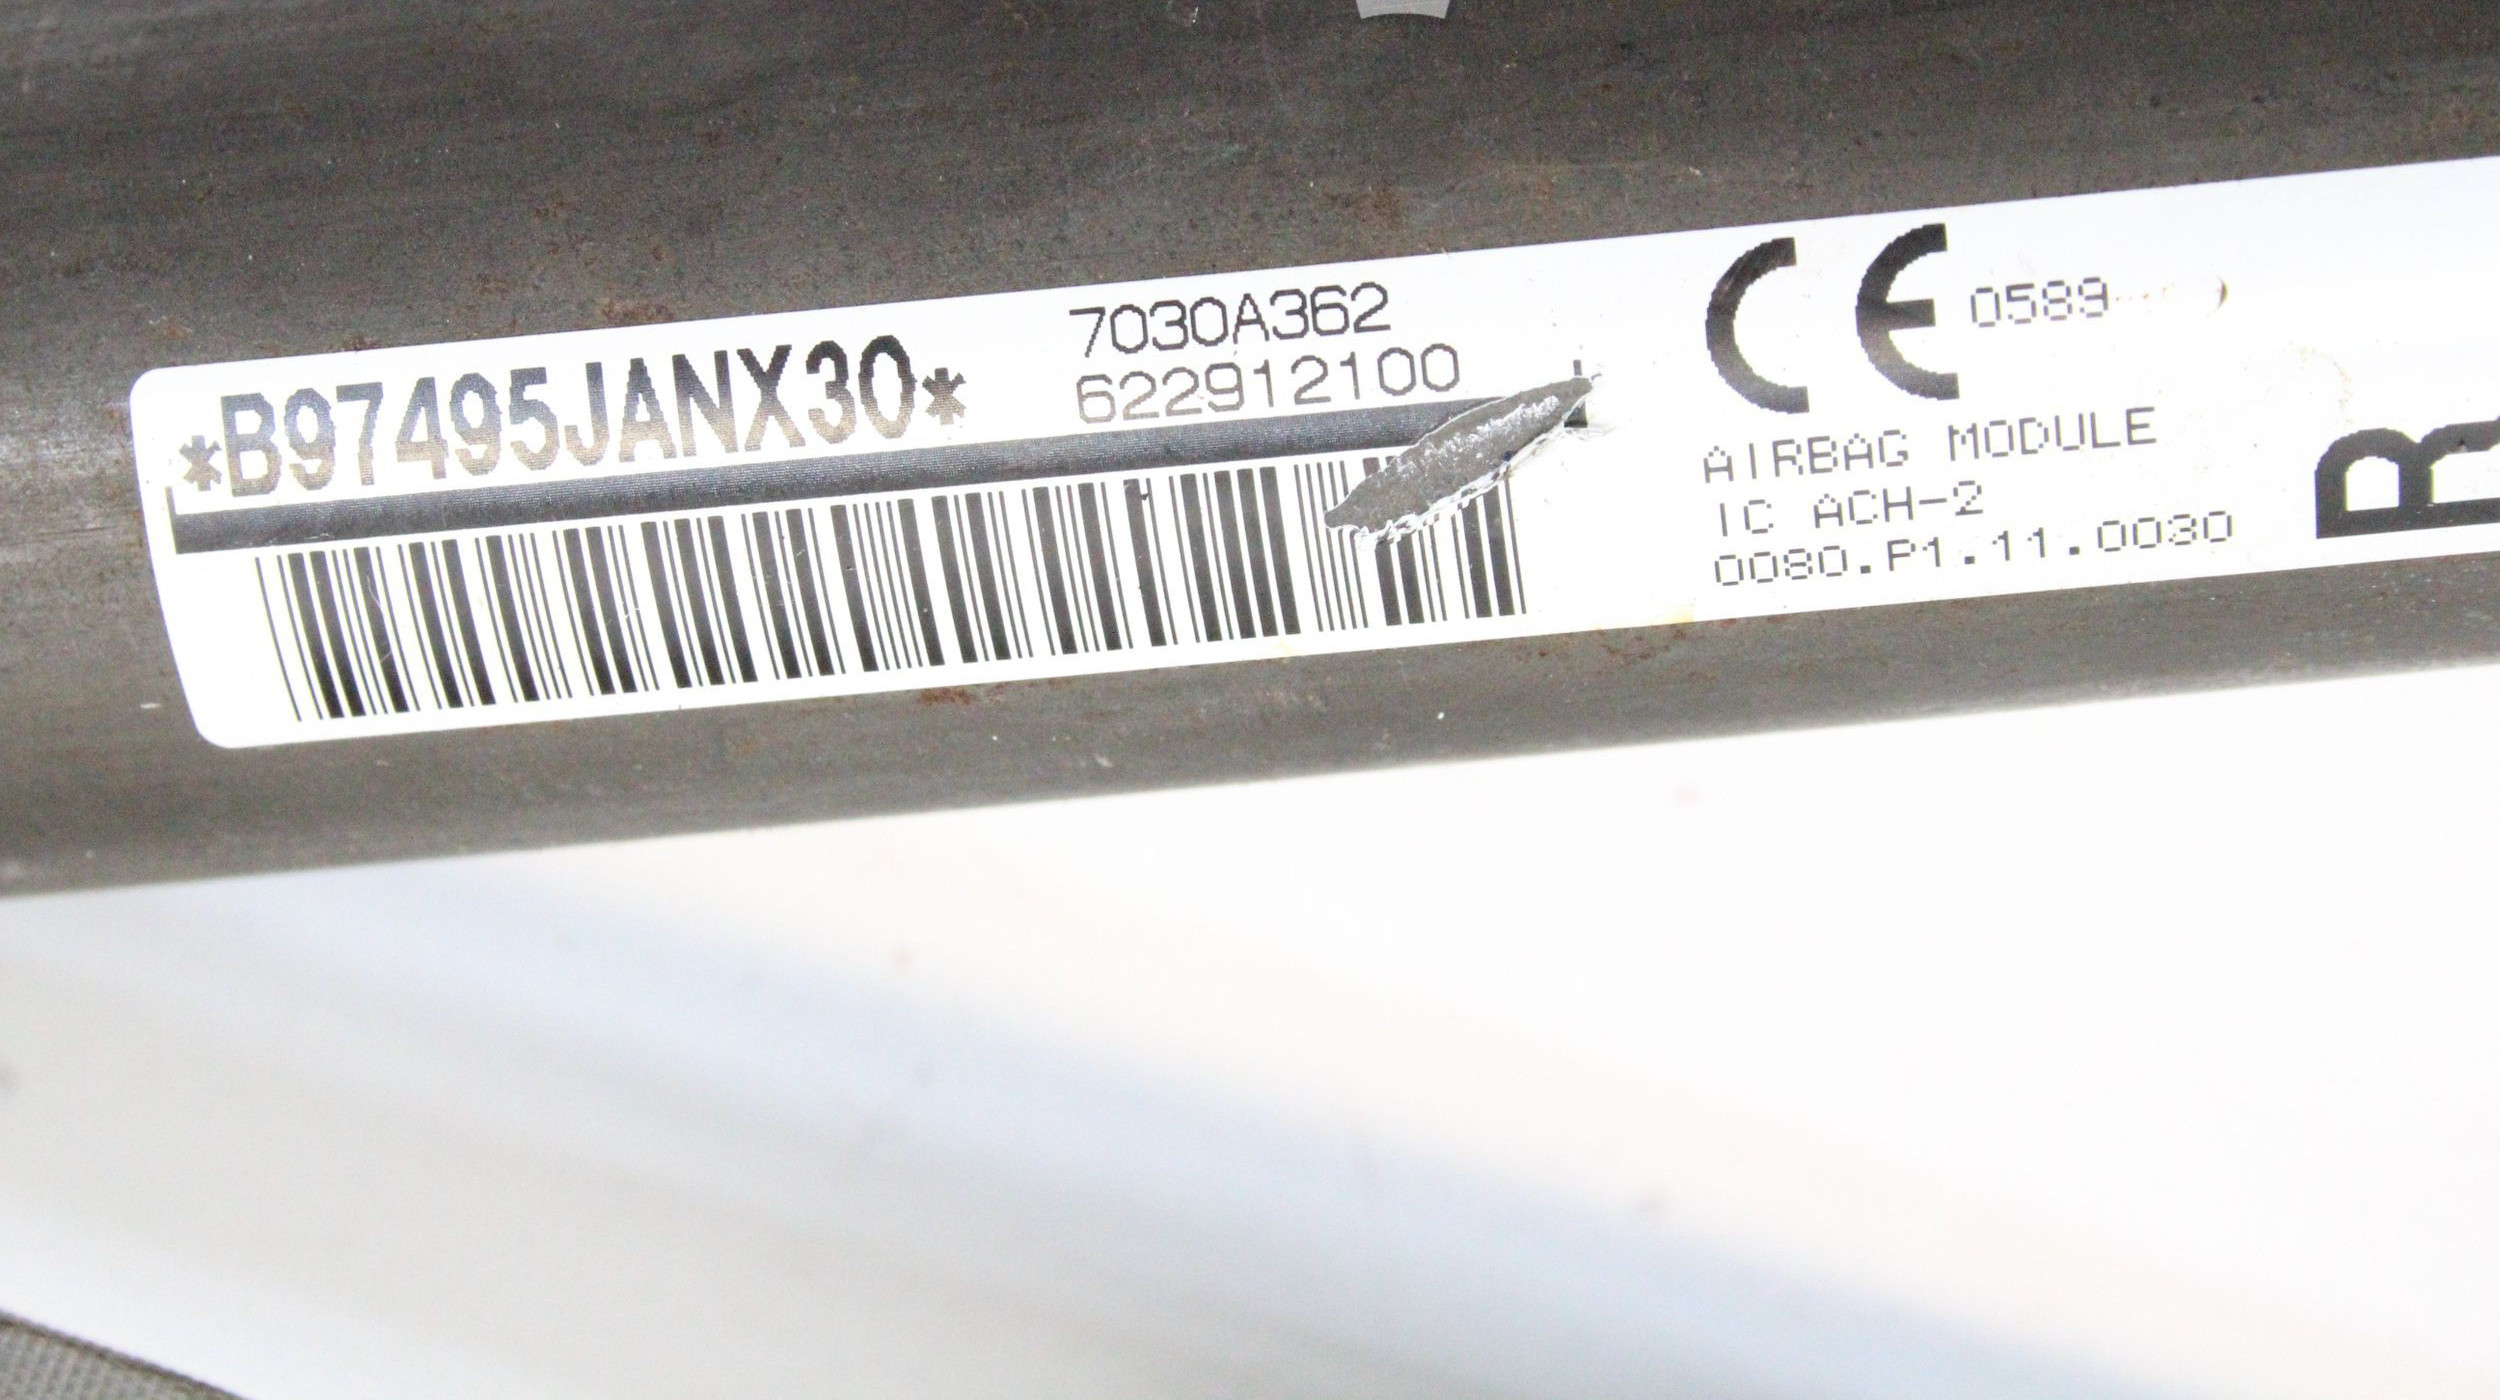 *B97495JANX30*
7030A362
622912100
CE 0589
AIRBAG MODULE
IC ACH-2
0080.P1.11.0030
R